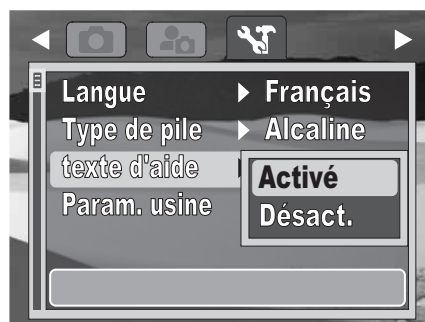 Langue Français
Type de pile Alcaline
texte d'aide Activé
Désact.
Param. usine